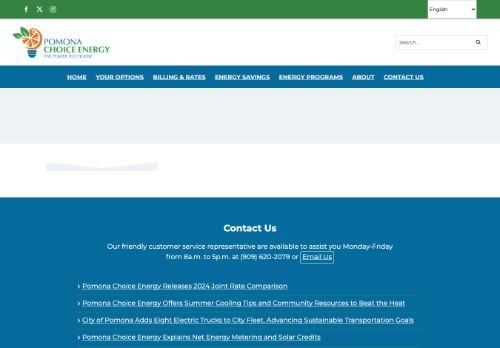 English
POMONA
CHOICE ENERGY
THE POWER TO CHOOSE
Search...
HOME YOUR OPTIONS BILLING & RATES ENERGY SAVINGS ENERGY PROGRAMS ABOUT CONTACT US
Contact Us
Our friendly customer service representative are available to assist you Monday-Friday
from 8a.m. to 5p.m. at (909) 620-2079 or Email Us
Pomona Choice Energy Releases 2024 Joint Rate Comparison
Pomona Choice Energy Offers Summer Cooling Tips and Community Resources to Beat the Heat
City of Pomona Adds Eight Electric Trucks to City Fleet, Advancing Sustainable Transportation Goals
Pomona Choice Energy Explains Net Energy Metering and Solar Credits